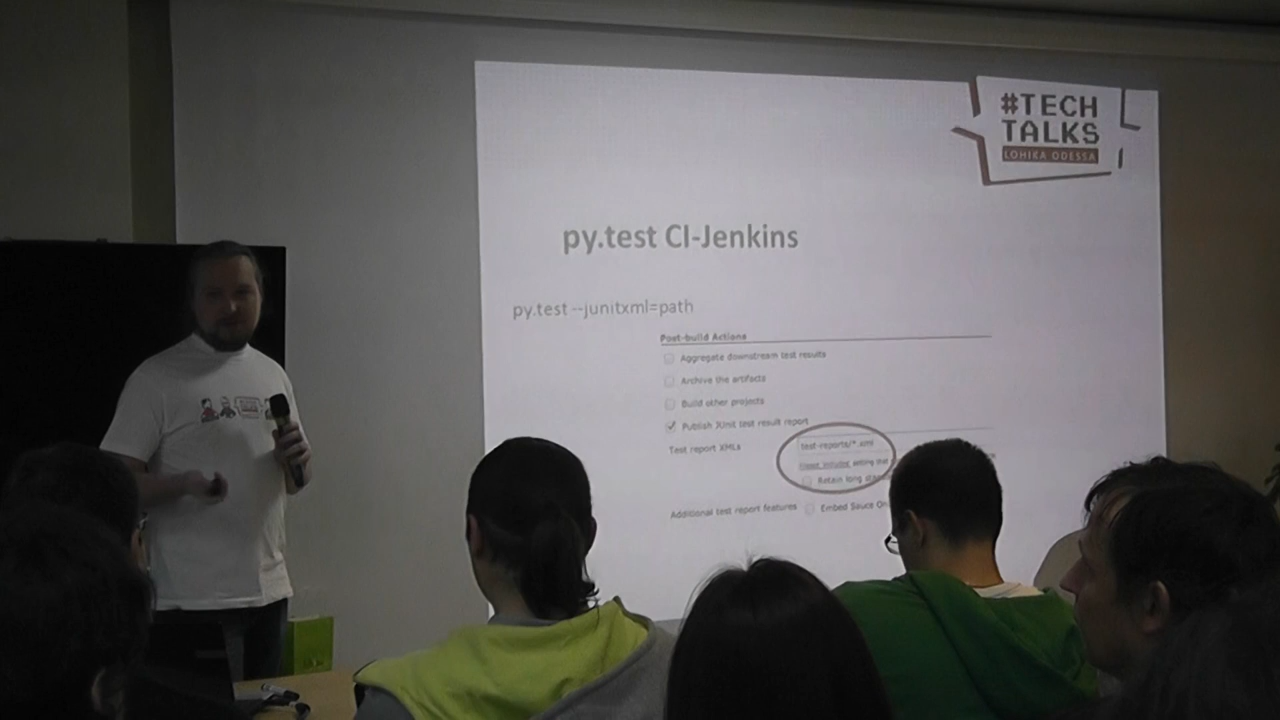 #TECH
TALKS
LOHIKA ODESSA
py.test CI-Jenkins
py.test --junitxml=path
Post-build Actions
Aggregate downstream test results
Archive the artifacts
Build other projects
Publish JUnit test result report
Test report XMLs
test-reports/*.xml
setting that
Retain long
Additional test report features
Embed Sauce